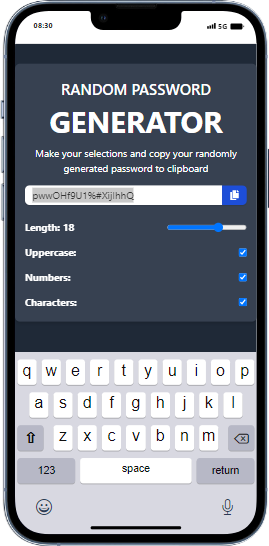 08:30
5G
RANDOM PASSWORD
GENERATOR
Make your selections and copy your randomly
generated password to clipboard
pwwOHf9U1%#XijlhhQ
Length: 18
Uppercase:
Numbers:
Characters:
q w e r t y u i o p
a s d f g h j k l
z x c v b n m
123 space return